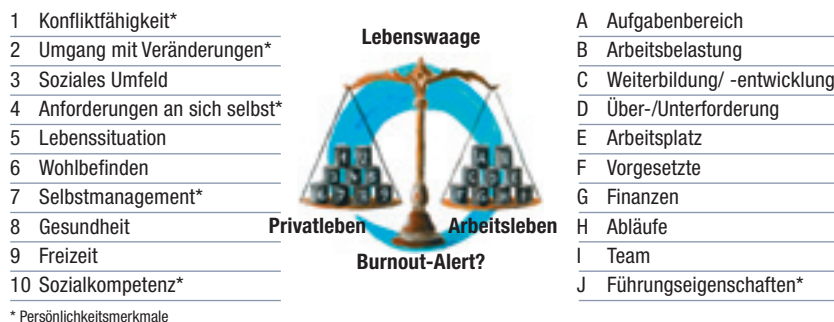 1 Konfliktfähigkeit*
2 Umgang mit Veränderungen*
3 Soziales Umfeld
4 Anforderungen an sich selbst*
5 Lebenssituation
6 Wohlbefinden
7 Selbstmanagement*
8 Gesundheit
9 Freizeit
10 Sozialkompetenz*
* Persönlichkeitsmerkmale
Lebenswaage
Privatleben
Arbeitsleben
Burnout-Alert?
A Aufgabenbereich
B Arbeitsbelastung
C Weiterbildung/ -entwicklung
D Über-/Unterforderung
E Arbeitsplatz
F Vorgesetzte
G Finanzen
H Abläufe
I Team
J Führungseigenschaften*